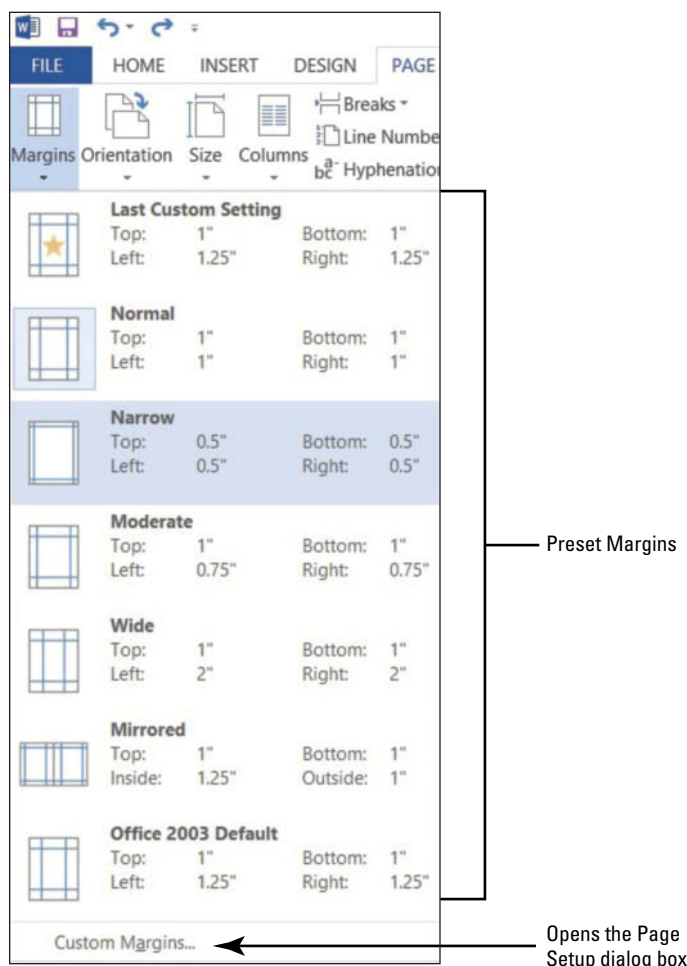 FILE HOME INSERT DESIGN PAGE
Breaks
Line Numbe
Margins Orientation Size Columns
Hyphenation
Last Custom Setting
Top: 1" Bottom: 1"
Left: 1.25" Right: 1.25"
Normal
Top: 1" Bottom: 1"
Left: 1" Right: 1"
Narrow
Top: 0.5" Bottom: 0.5"
Left: 0.5" Right: 0.5"
Moderate
Top: 1" Bottom: 1"
Left: 0.75" Right: 0.75"
Preset Margins
Wide
Top: 1" Bottom: 1"
Left: 2" Right: 2"
Mirrored
Top: 1" Bottom: 1"
Inside: 1.25" Outside: 1"
Office 2003 Default
Top: 1" Bottom: 1"
Left: 1.25" Right: 1.25"
Custom Margins...
Opens the Page
Setup dialog box